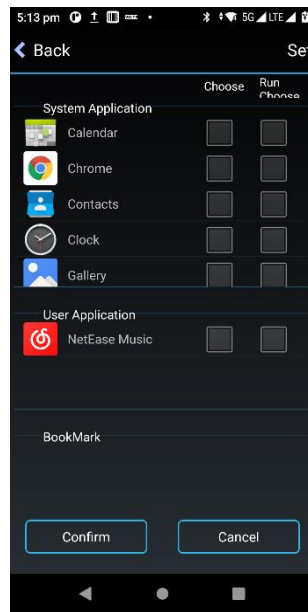 5:13 pm 5G LTE
Back Set
Choose Run Choose
System Application
Calendar
Chrome
Contacts
Clock
Gallery
User Application
NetEase Music
BookMark
Confirm Cancel